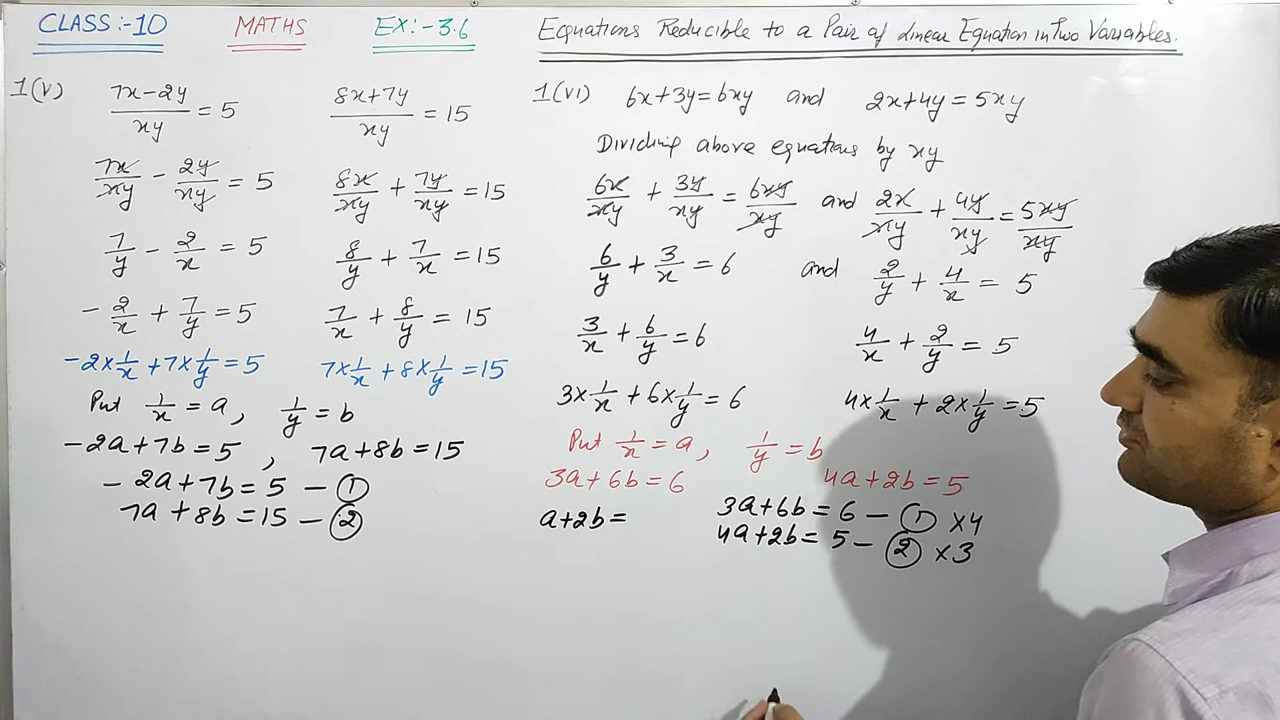 CLASS:-10 MATHS EX:-3.6 Equations Reducible to a Pair of Linear Equation in Two Variables.
1(v) 7x-2y/xy = 5 8x+7y/xy = 15
7x/xy - 2y/xy = 5 8x/xy + 7y/xy = 15
7/y - 2/x = 5 8/y + 7/x = 15
-2/x + 7/y = 5 7/x + 8/y = 15
-2×1/x + 7×1/y = 5 7×1/x + 8×1/y = 15
Put 1/x = a, 1/y = b
-2a+7b=5, 7a+8b=15
-2a+7b=5 - ①
7a+8b=15 - ②
1(vi) 6x+3y=6xy and 2x+4y=5xy
Dividing above equations by xy
6x/xy + 3y/xy = 6xy/xy and 2x/xy + 4y/xy = 5xy/xy
6/y + 3/x = 6 and 2/y + 4/x = 5
3/x + 6/y = 6 4/x + 2/y = 5
3×1/x + 6×1/y = 6 4×1/x + 2×1/y = 5
Put 1/x = a, 1/y = b
3a+6b=6 4a+2b=5
a+2b= 3a+6b=6 - ① ×4
4a+2b=5 - ② ×3